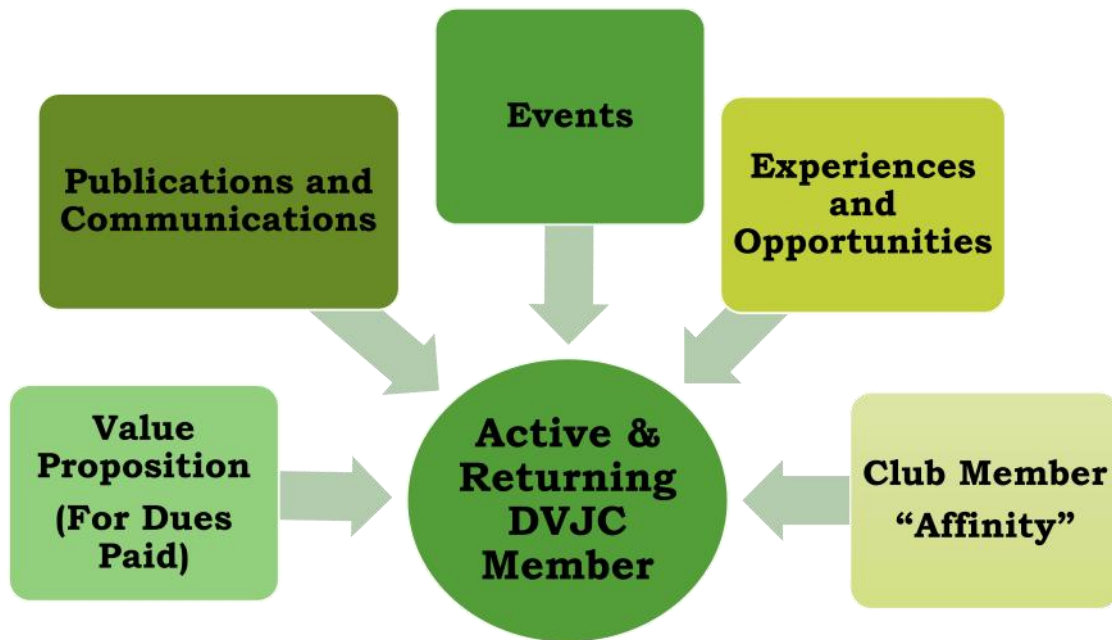 Events
Publications and
Communications
Experiences
and
Opportunities
Value
Proposition
(For Dues
Paid)
Active &
Returning
DVJC
Member
Club Member
“Affinity”